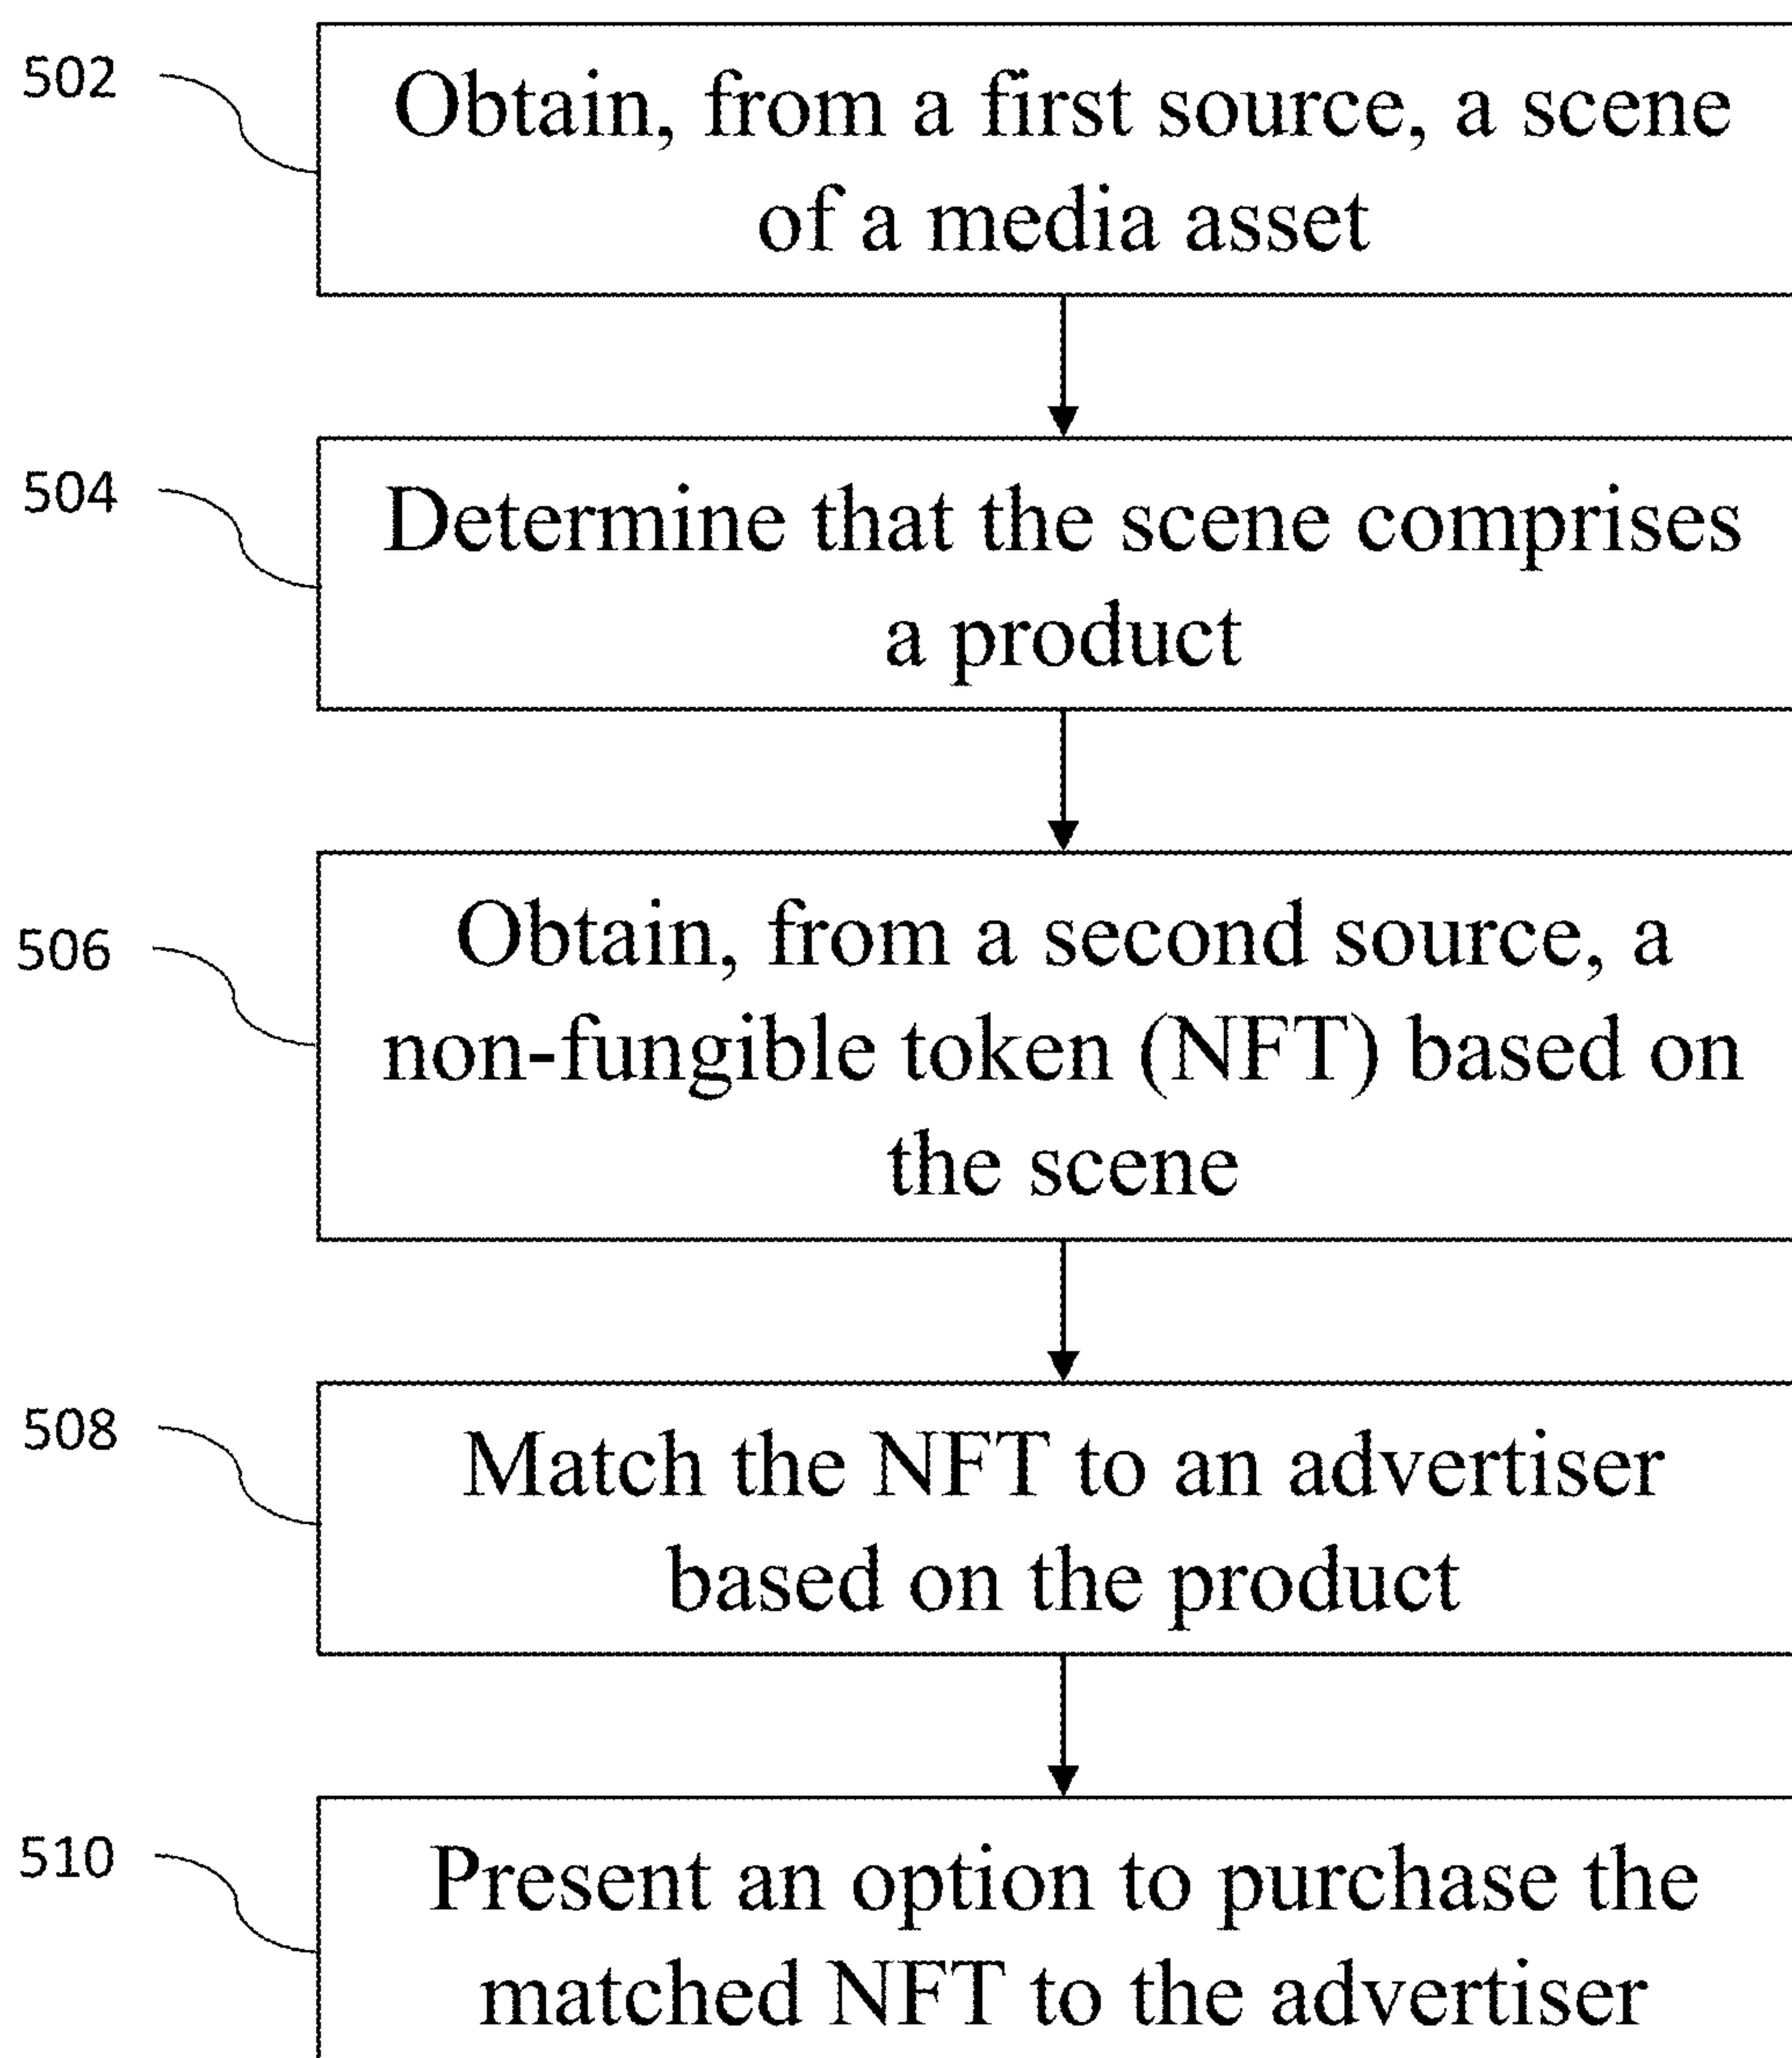 502
Obtain, from a first source, a scene
of a media asset
504
Determine that the scene comprises
a product
506
Obtain, from a second source, a
non-fungible token (NFT) based on
the scene
508
Match the NFT to an advertiser
based on the product
510
Present an option to purchase the
matched NFT to the advertiser